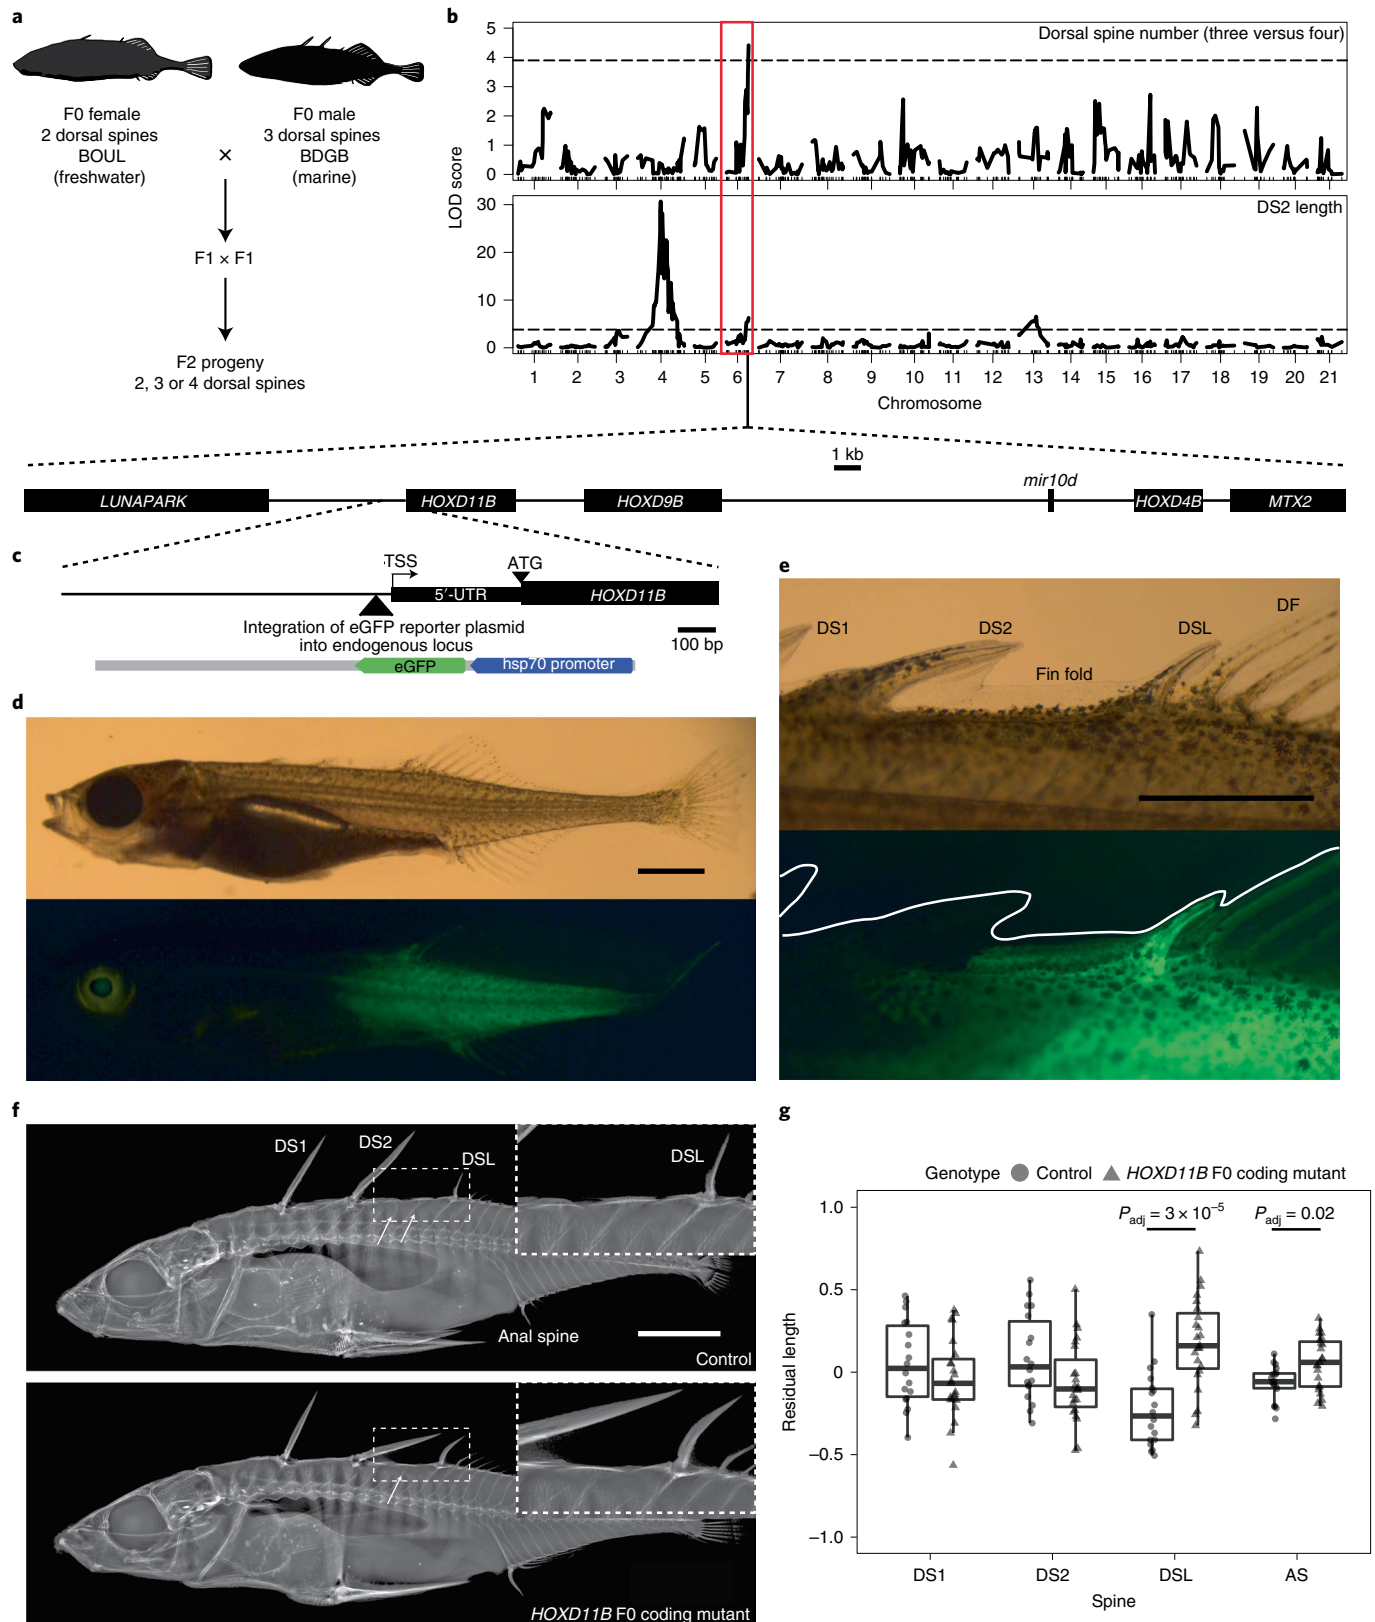 a
F0 female
2 dorsal spines
BOUL
(freshwater)
×
F0 male
3 dorsal spines
BDGB
(marine)
F1 × F1
F2 progeny
2, 3 or 4 dorsal spines
b
Dorsal spine number (three versus four)
5
4
3
2
1
0
LOD score
DS2 length
30
20
10
0
1 2 3 4 5 6 7 8 9 10 11 12 13 14 15 16 17 18 19 20 21
Chromosome
1 kb
LUNAPARK
HOXD11B
HOXD9B
mir10d
HOXD4B
MTX2
c
TSS
ATG
5′-UTR
HOXD11B
Integration of eGFP reporter plasmid
into endogenous locus
100 bp
eGFP
hsp70 promoter
d
e
DS1
DS2
DSL
DF
Fin fold
f
DS1
DS2
DSL
DSL
Anal spine
Control
HOXD11B F0 coding mutant
g
Genotype Control HOXD11B F0 coding mutant
Padj = 3 × 10−5
Padj = 0.02
1.0
0.5
0
−0.5
−1.0
Residual length
DS1 DS2 DSL AS
Spine